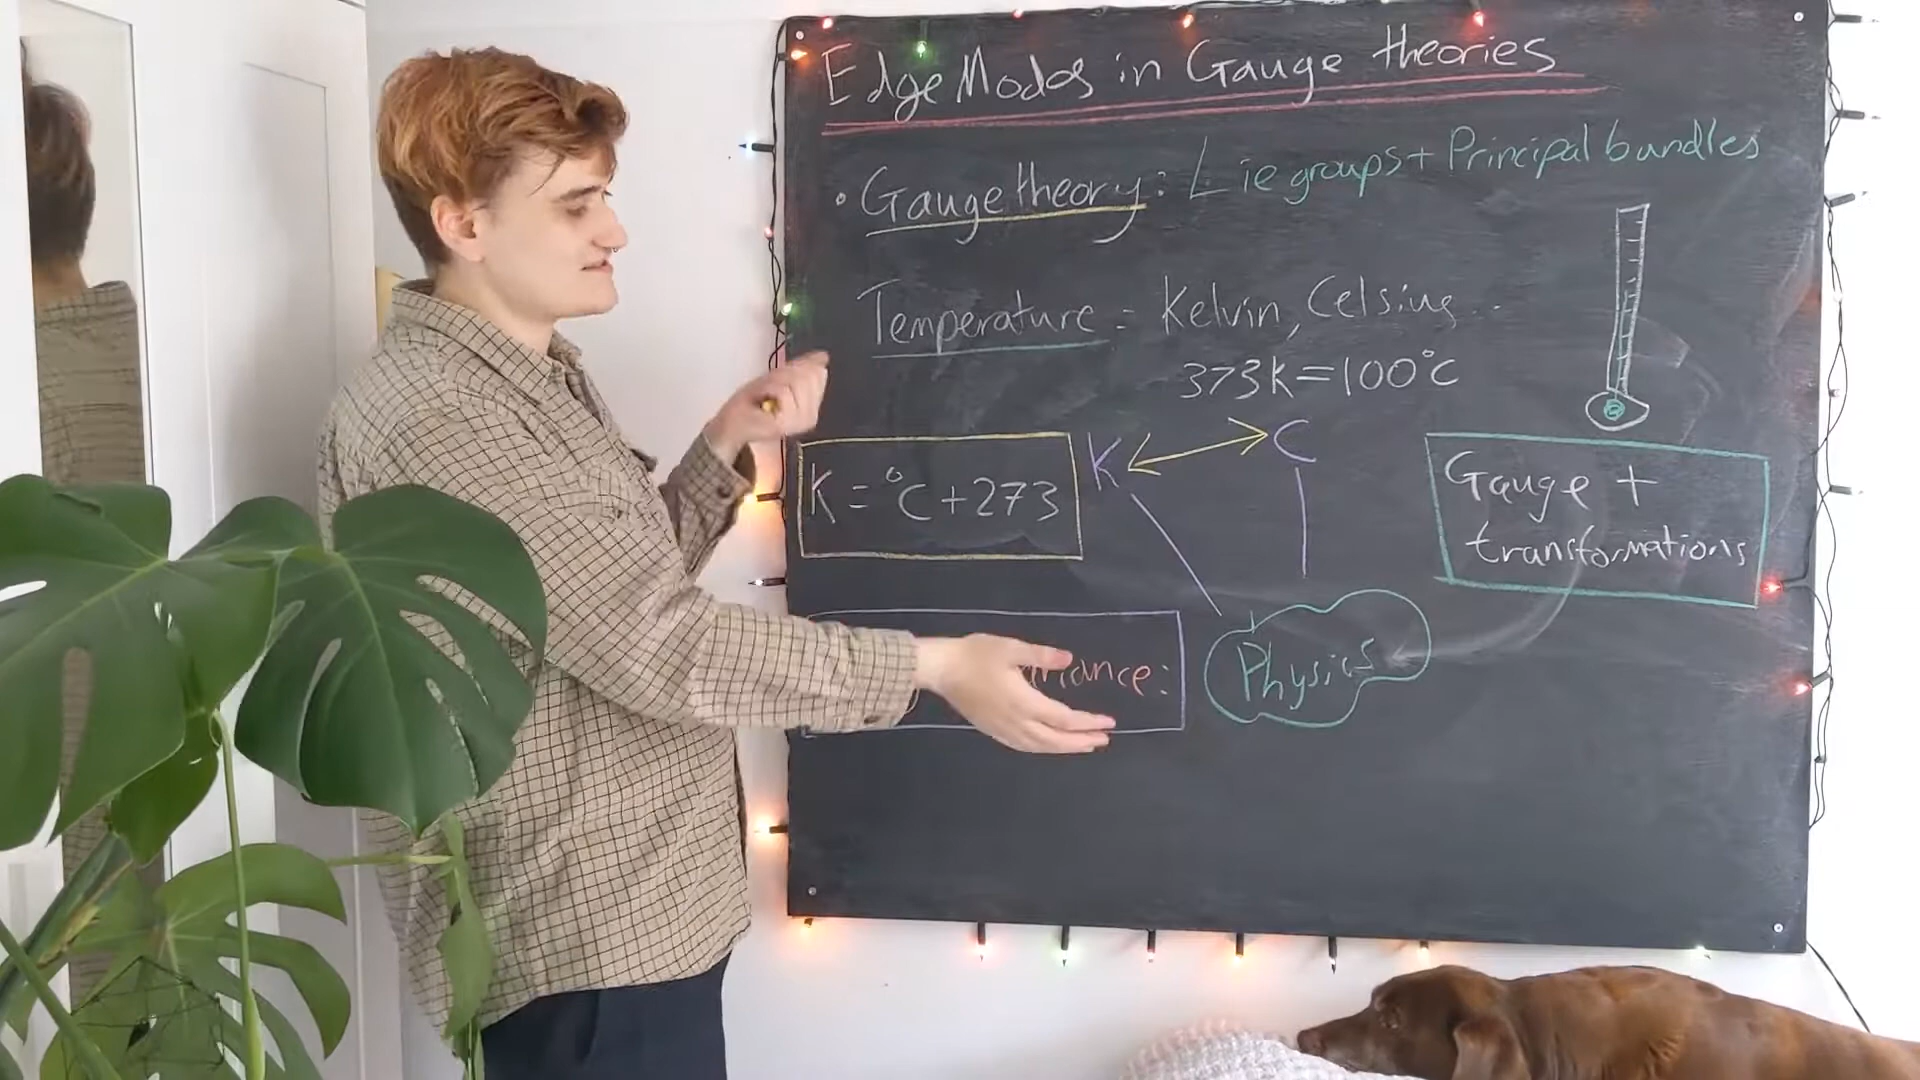 Edge Modes in Gauge theories
• Gauge theory: Lie groups + Principal bundles
Temperature = Kelvin, Celsius...
373K=100°C
K C
K = °C+273
Gauge +
transformations
Physics